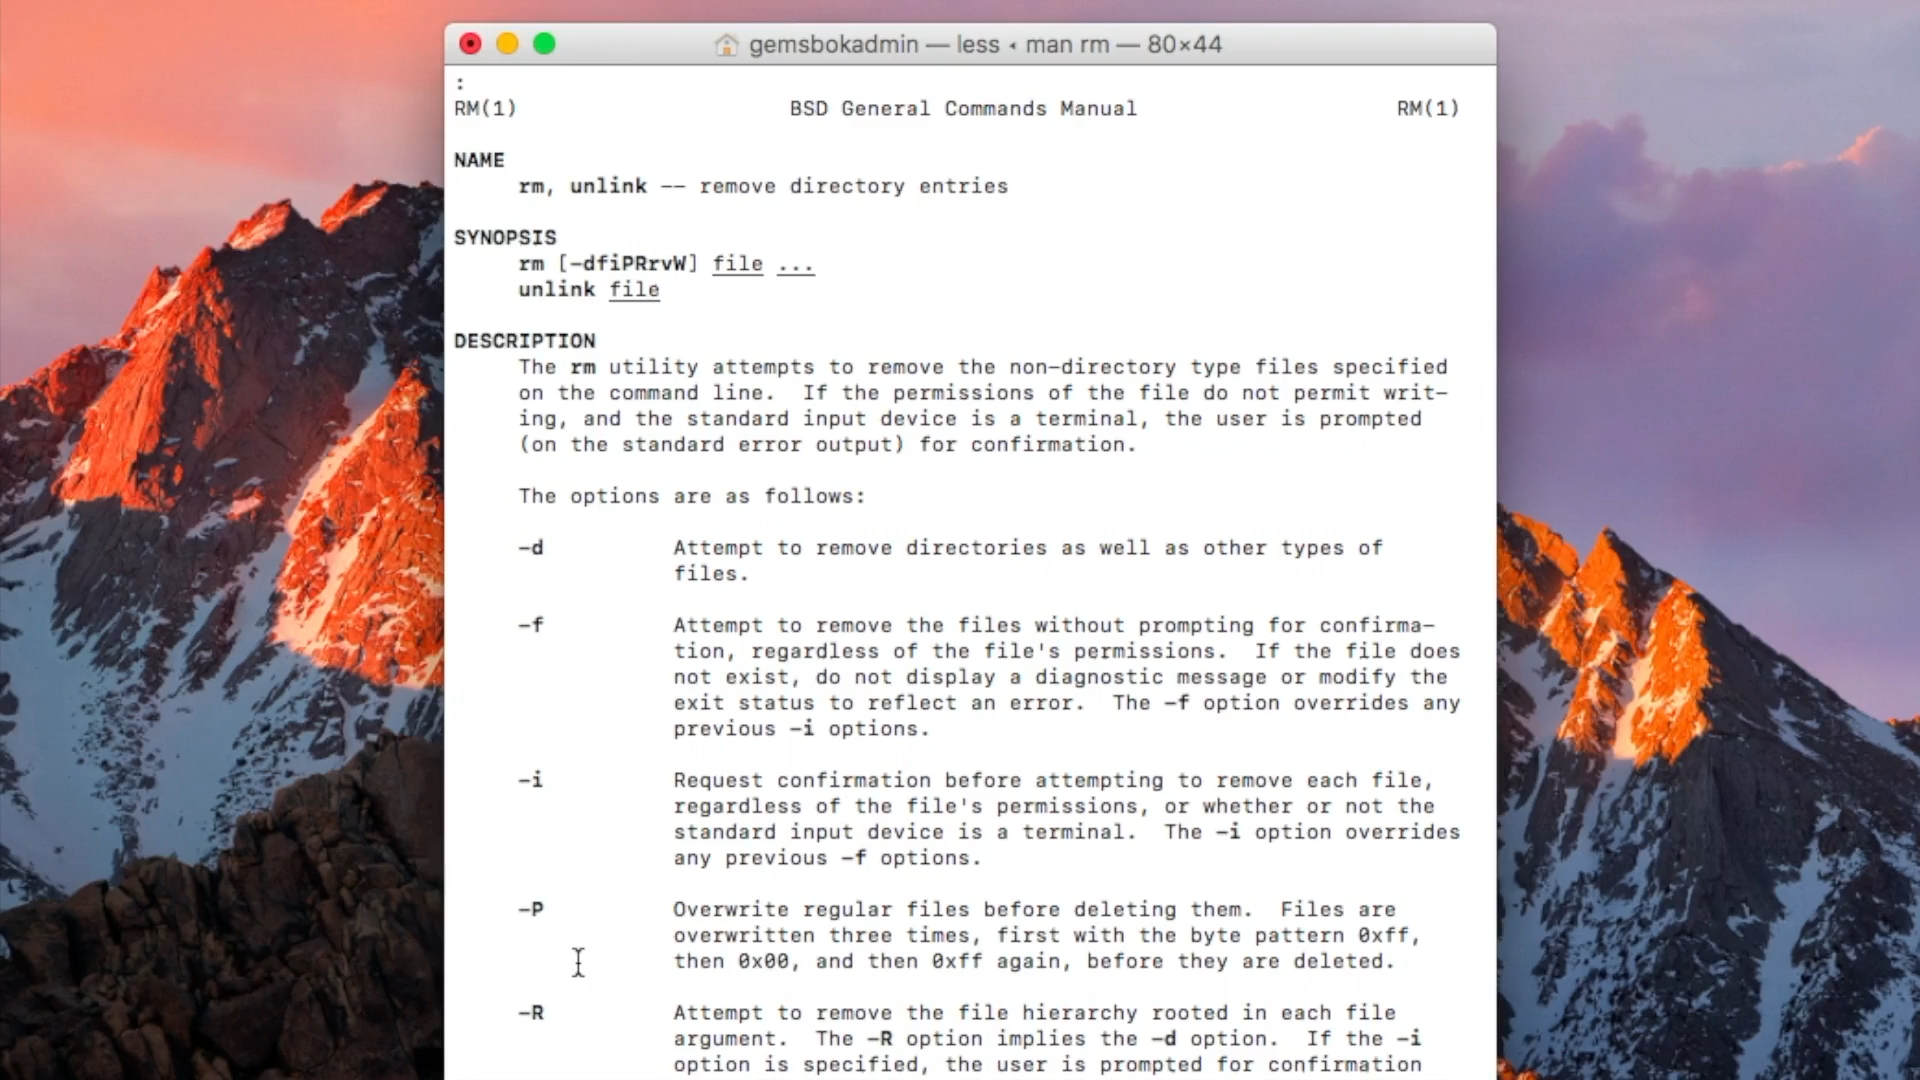 gemsbokadmin — less ◂ man rm — 80×44
:
RM(1) BSD General Commands Manual RM(1)
NAME
rm, unlink -- remove directory entries
SYNOPSIS
rm [-dfiPRrvW] file ...
unlink file
DESCRIPTION
The rm utility attempts to remove the non-directory type files specified
on the command line. If the permissions of the file do not permit writ-
ing, and the standard input device is a terminal, the user is prompted
(on the standard error output) for confirmation.
The options are as follows:
-d Attempt to remove directories as well as other types of
files.
-f Attempt to remove the files without prompting for confirma-
tion, regardless of the file's permissions. If the file does
not exist, do not display a diagnostic message or modify the
exit status to reflect an error. The -f option overrides any
previous -i options.
-i Request confirmation before attempting to remove each file,
regardless of the file's permissions, or whether or not the
standard input device is a terminal. The -i option overrides
any previous -f options.
-P Overwrite regular files before deleting them. Files are
overwritten three times, first with the byte pattern 0xff,
then 0x00, and then 0xff again, before they are deleted.
-R Attempt to remove the file hierarchy rooted in each file
argument. The -R option implies the -d option. If the -i
option is specified, the user is prompted for confirmation